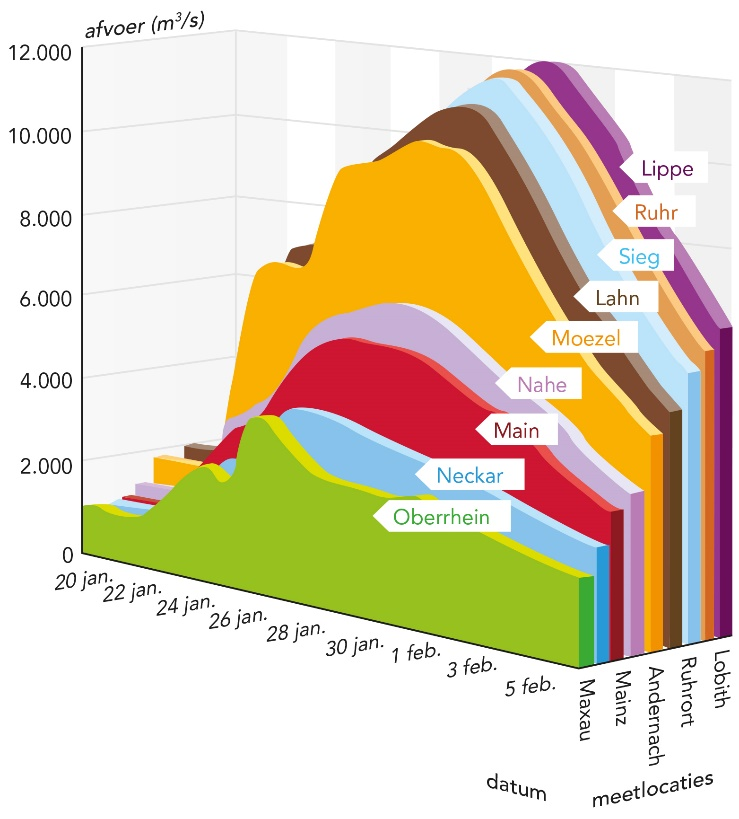 afvoer (m³/s)
12.000
10.000
8.000
6.000
4.000
2.000
0
Lippe
Ruhr
Sieg
Lahn
Moezel
Nahe
Main
Neckar
Oberrhein
20 jan.
22 jan.
24 jan.
26 jan.
28 jan.
30 jan.
1 feb.
3 feb.
5 feb.
Maxau
Mainz
Andernach
Ruhrort
Lobith
datum
meetlocaties